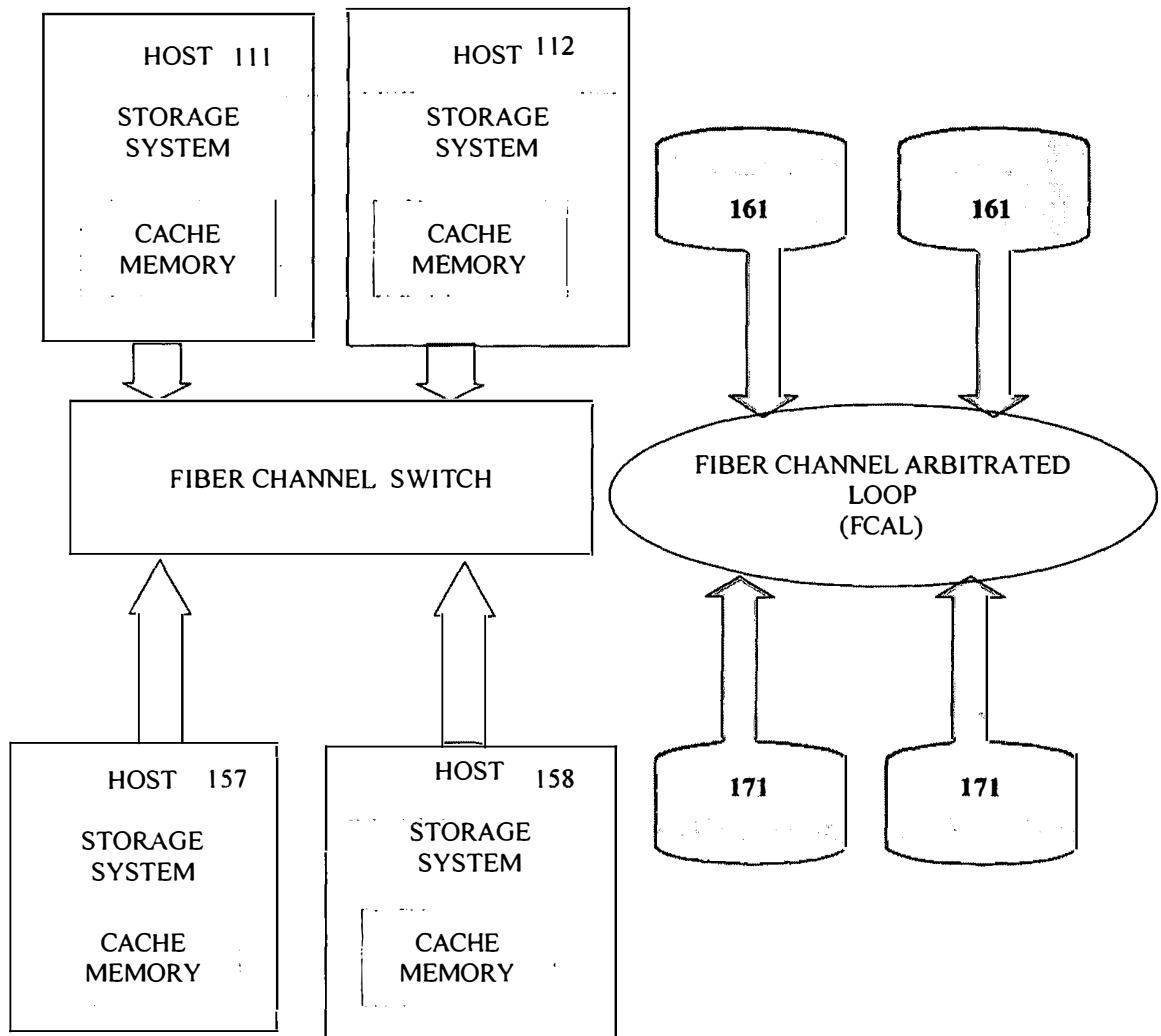 HOST 111
STORAGE
SYSTEM
CACHE
MEMORY
HOST 112
STORAGE
SYSTEM
CACHE
MEMORY
161
161
FIBER CHANNEL SWITCH
FIBER CHANNEL ARBITRATED
LOOP
(FCAL)
HOST 157
STORAGE
SYSTEM
CACHE
MEMORY
HOST 158
STORAGE
SYSTEM
CACHE
MEMORY
171
171